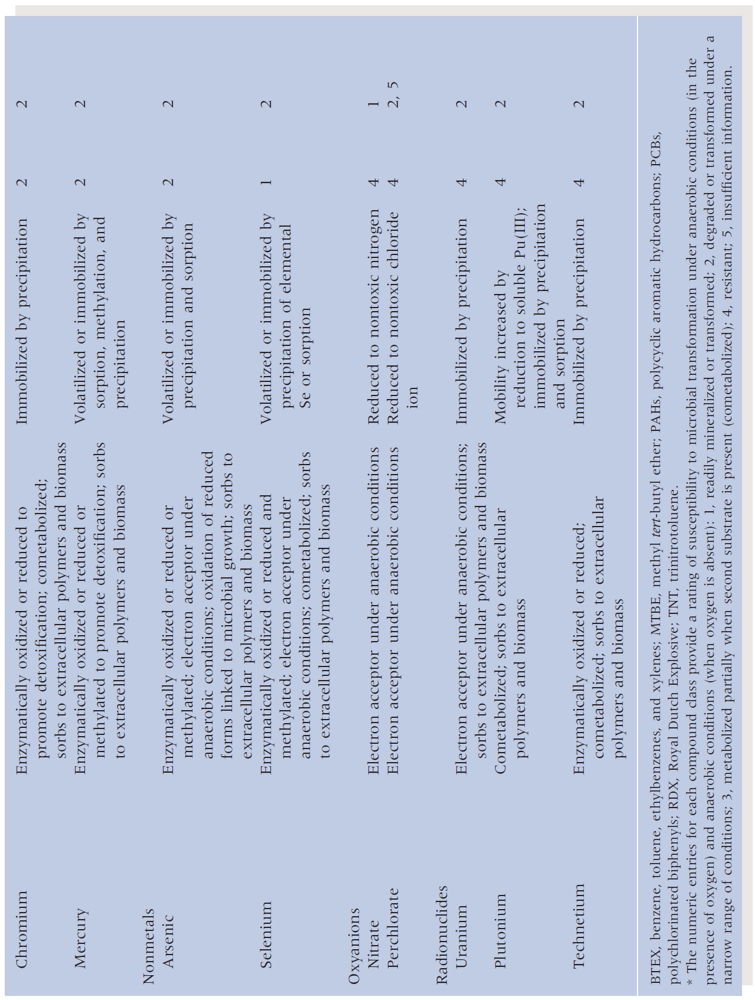 Chromium Enzymatically oxidized or reduced to Immobilized by precipitation 2 2
promote detoxification; cometabolized;
sorbs to extracellular polymers and biomass
Mercury Enzymatically oxidized or reduced or Volatilized or immobilized by 2 2
methylated to promote detoxification; sorbs sorption, methylation, and
to extracellular polymers and biomass precipitation
Nonmetals
Arsenic Enzymatically oxidized or reduced or Volatilized or immobilized by 2 2
methylated; electron acceptor under precipitation and sorption
anaerobic conditions; oxidation of reduced
forms linked to microbial growth; sorbs to
extracellular polymers and biomass
Selenium Enzymatically oxidized or reduced and Volatilized or immobilized by 1 2
methylated; electron acceptor under precipitation of elemental
anaerobic conditions; cometabolized; sorbs Se or sorption
to extracellular polymers and biomass
Oxyanions
Nitrate Electron acceptor under anaerobic conditions Reduced to nontoxic nitrogen 4 1
Perchlorate Electron acceptor under anaerobic conditions Reduced to nontoxic chloride 4 2, 5
ion
Radionuclides
Uranium Electron acceptor under anaerobic conditions; Immobilized by precipitation 4 2
sorbs to extracellular polymers and biomass
Plutonium Cometabolized; sorbs to extracellular Mobility increased by 4 2
polymers and biomass reduction to soluble Pu(III);
immobilized by precipitation
and sorption
Technetium Enzymatically oxidized or reduced; Immobilized by precipitation 4 2
cometabolized; sorbs to extracellular
polymers and biomass
BTEX, benzene, toluene, ethylbenzenes, and xylenes; MTBE, methyl tert-butyl ether; PAHs, polycyclic aromatic hydrocarbons; PCBs,
polychlorinated biphenyls; RDX, Royal Dutch Explosive; TNT, trinitrotoluene.
* The numeric entries for each compound class provide a rating of susceptibility to microbial transformation under anaerobic conditions (in the
presence of oxygen) and anaerobic conditions (when oxygen is absent): 1, readily mineralized or transformed; 2, degraded or transformed under a
narrow range of conditions; 3, metabolized partially when second substrate is present (cometabolized); 4, resistant; 5, insufficient information.